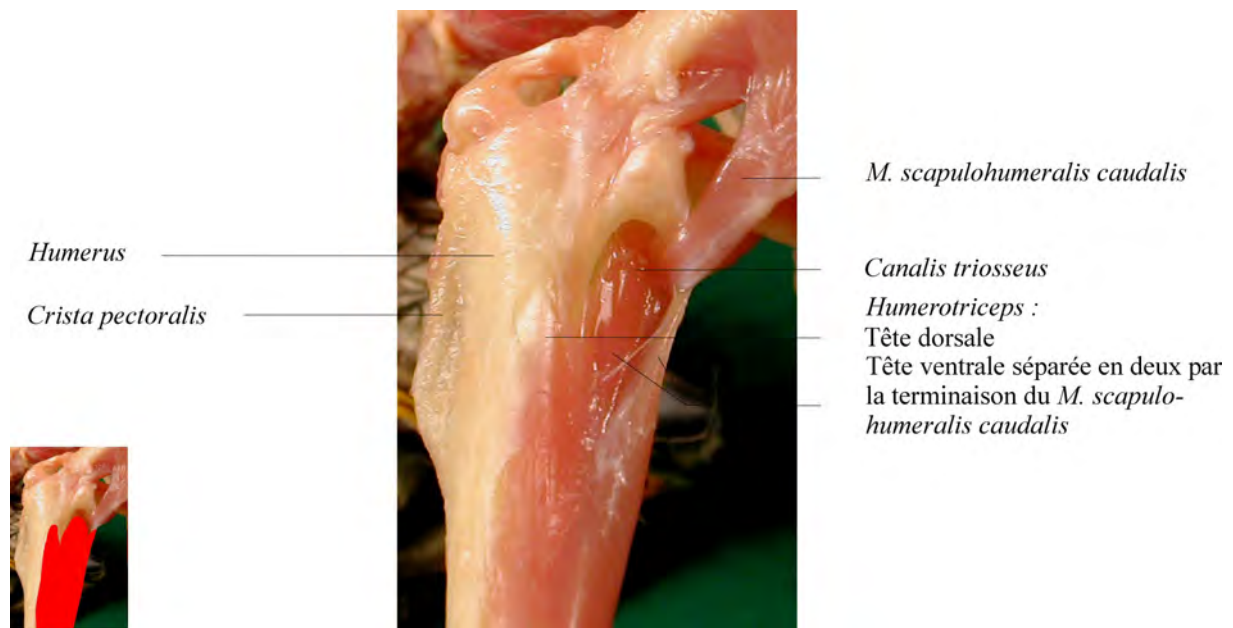 Humerus
Crista pectoralis
M. scapulohumeralis caudalis
Canalis triosseus
Humerotriceps :
Tête dorsale
Tête ventrale séparée en deux par
la terminaison du M. scapulo-
humeralis caudalis